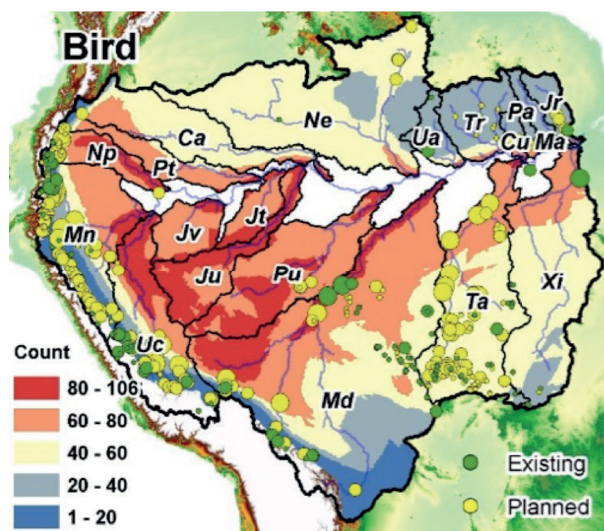 Bird
Ca
Ne
Ua
Tr
Pa
Jr
Cu
Ma
Np
Pt
Mn
Jv
Jt
Ju
Pu
Ta
Xi
Uc
Md
Count
80 - 106
60 - 80
40 - 60
20 - 40
1 - 20
Existing
Planned